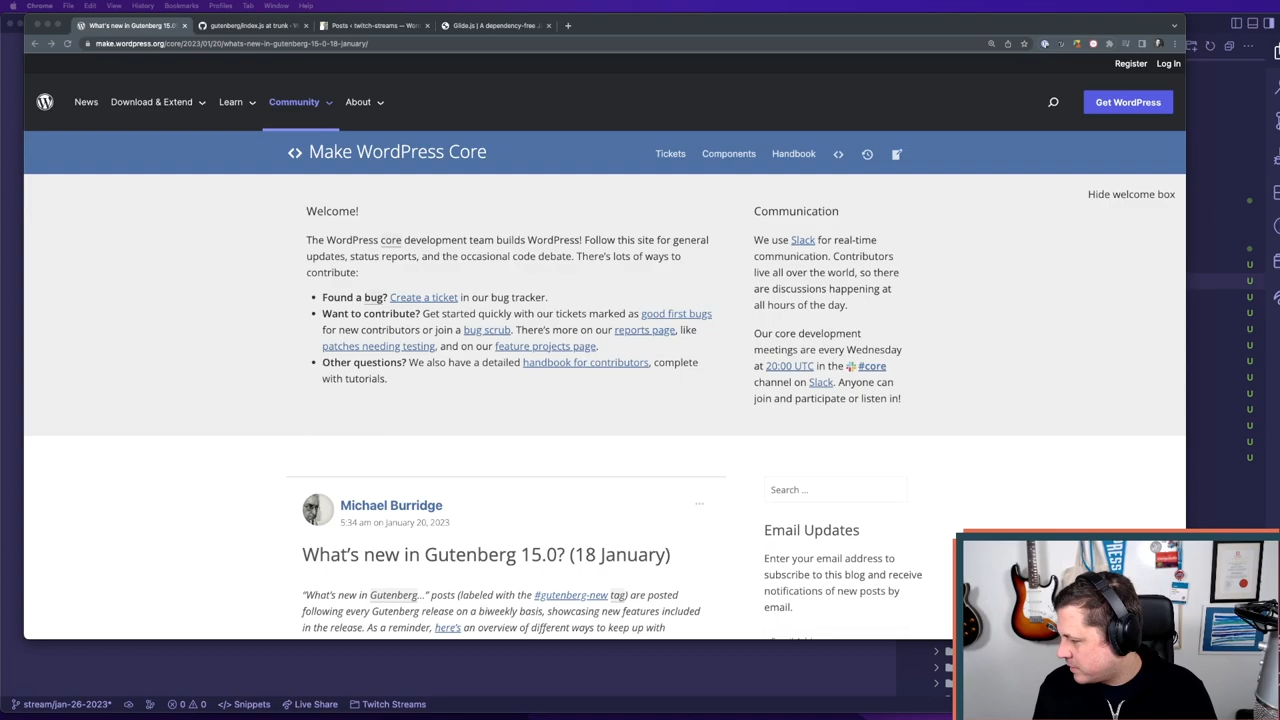 Chrome File Edit View History Bookmarks Profiles Tab Window Help
What's new in Gutenberg 15.0?
gutenberg/index.js at trunk · W
Posts ‹ twitch-streams — Wor
Glide.js | A dependency-free J
make.wordpress.org/core/2023/01/20/whats-new-in-gutenberg-15-0-18-january/
Register Log In
News Download & Extend Learn Community About
Get WordPress
Make WordPress Core
Tickets Components Handbook
Hide welcome box
Welcome!
The WordPress core development team builds WordPress! Follow this site for general
updates, status reports, and the occasional code debate. There's lots of ways to
contribute:
• Found a bug? Create a ticket in our bug tracker.
• Want to contribute? Get started quickly with our tickets marked as good first bugs
for new contributors or join a bug scrub. There's more on our reports page, like
patches needing testing, and on our feature projects page.
• Other questions? We also have a detailed handbook for contributors, complete
with tutorials.
Communication
We use Slack for real-time
communication. Contributors
live all over the world, so there
are discussions happening at
all hours of the day.
Our core development
meetings are every Wednesday
at 20:00 UTC in the #core
channel on Slack. Anyone can
join and participate or listen in!
Michael Burridge
5:34 am on January 20, 2023
What's new in Gutenberg 15.0? (18 January)
"What's new in Gutenberg…" posts (labeled with the #gutenberg-new tag) are posted
following every Gutenberg release on a biweekly basis, showcasing new features included
in the release. As a reminder, here's an overview of different ways to keep up with
Search ...
Email Updates
Enter your email address to
subscribe to this blog and receive
notifications of new posts by
email.
U
U
U
U
U
U
U
U
U
U
U
U
U
stream/jan-26-2023* 0 0 Snippets Live Share Twitch Streams